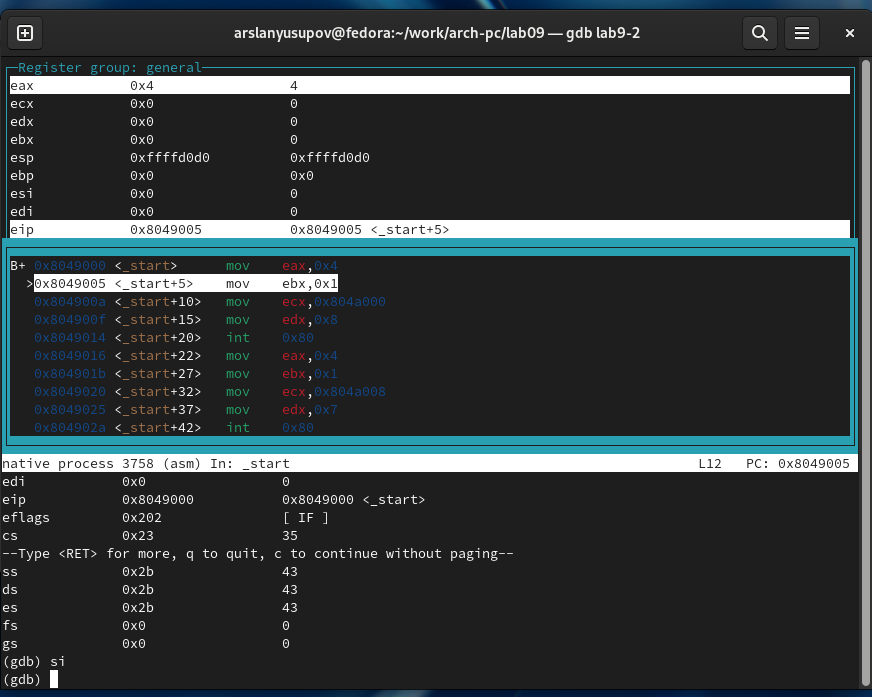 arslanyusupov@fedora:~/work/arch-pc/lab09 — gdb lab9-2
Register group: general
eax 0x4 4
ecx 0x0 0
edx 0x0 0
ebx 0x0 0
esp 0xffffd0d0 0xffffd0d0
ebp 0x0 0x0
esi 0x0 0
edi 0x0 0
eip 0x8049005 0x8049005 <_start+5>
B+ 0x8049000 <_start> mov eax,0x4
>0x8049005 <_start+5> mov ebx,0x1
0x804900a <_start+10> mov ecx,0x804a000
0x804900f <_start+15> mov edx,0x8
0x8049014 <_start+20> int 0x80
0x8049016 <_start+22> mov eax,0x4
0x804901b <_start+27> mov ebx,0x1
0x8049020 <_start+32> mov ecx,0x804a008
0x8049025 <_start+37> mov edx,0x7
0x804902a <_start+42> int 0x80
native process 3758 (asm) In: _start L12 PC: 0x8049005
edi 0x0 0
eip 0x8049000 0x8049000 <_start>
eflags 0x202 [ IF ]
cs 0x23 35
--Type <RET> for more, q to quit, c to continue without paging--
ss 0x2b 43
ds 0x2b 43
es 0x2b 43
fs 0x0 0
gs 0x0 0
(gdb) si
(gdb)